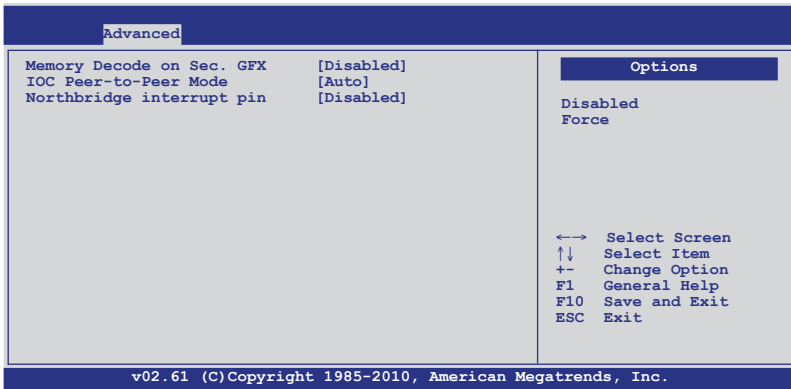 Advanced
Memory Decode on Sec. GFX [Disabled]
IOC Peer-to-Peer Mode [Auto]
Northbridge interrupt pin [Disabled]
Options
Disabled
Force
←→ Select Screen
↑↓ Select Item
+- Change Option
F1 General Help
F10 Save and Exit
ESC Exit
v02.61 (C)Copyright 1985-2010, American Megatrends, Inc.